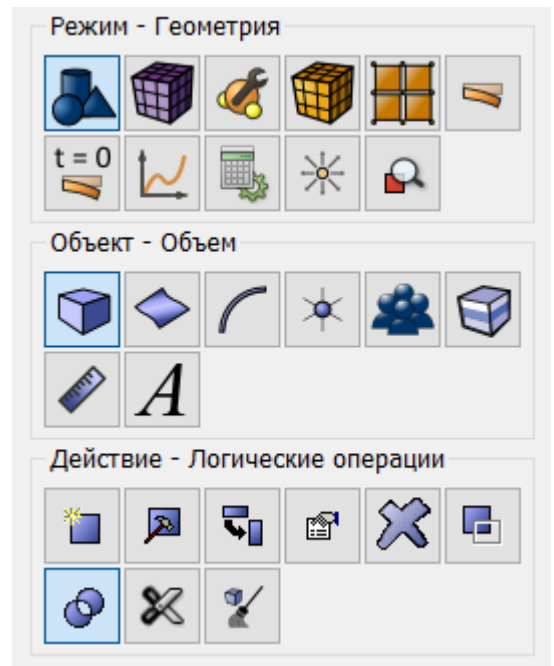 Режим - Геометрия
t = 0
Объект - Объем
A
Действие - Логические операции